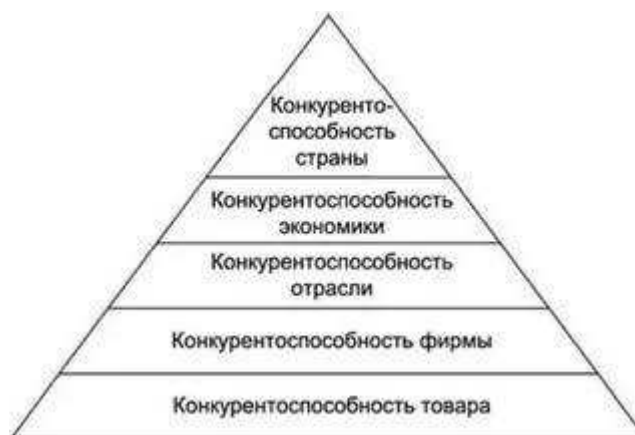 Конкуренто-
способность
страны
Конкурентоспособность
экономики
Конкурентоспособность
отрасли
Конкурентоспособность фирмы
Конкурентоспособность товара